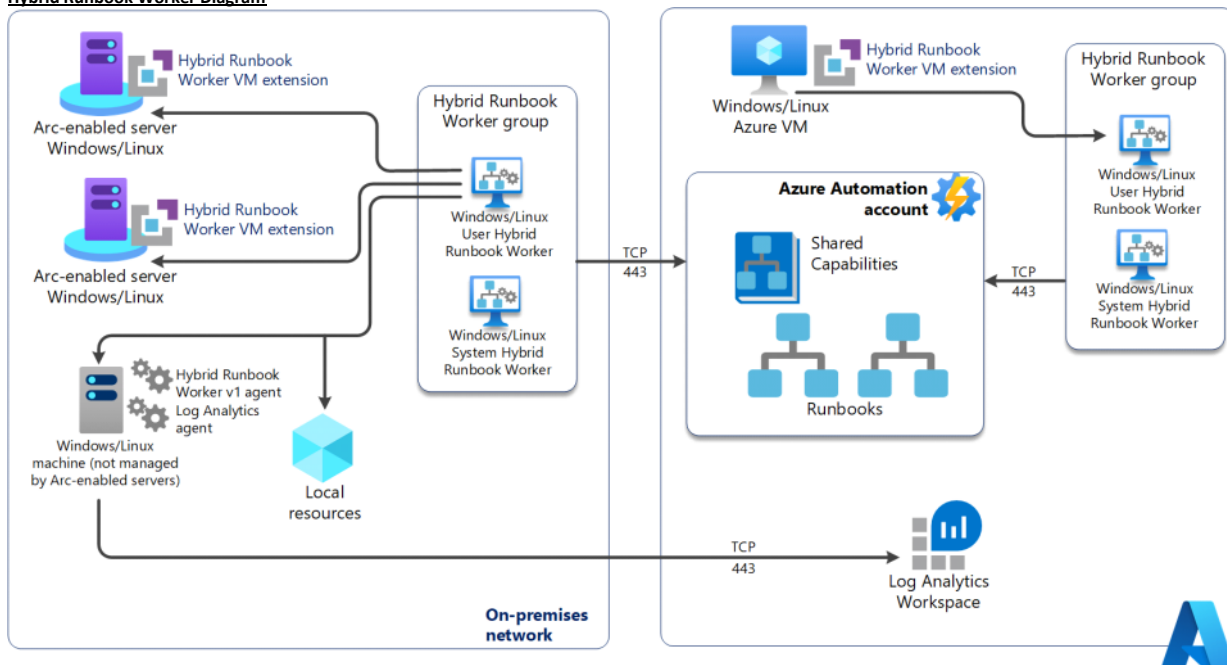 Hybrid Runbook Worker Diagram
Hybrid Runbook
Worker VM extension
Arc-enabled server
Windows/Linux
Hybrid Runbook
Worker VM extension
Arc-enabled server
Windows/Linux
Hybrid Runbook
Worker v1 agent
Log Analytics
agent
Windows/Linux
machine (not managed
by Arc-enabled servers)
Local
resources
Hybrid Runbook
Worker group
Windows/Linux
User Hybrid
Runbook Worker
Windows/Linux
System Hybrid
Runbook Worker
On-premises
network
TCP
443
TCP
443
Hybrid Runbook
Worker VM extension
Windows/Linux
Azure VM
Azure Automation
account
Shared
Capabilities
Runbooks
TCP
443
Hybrid Runbook
Worker group
Windows/Linux
User Hybrid
Runbook Worker
Windows/Linux
System Hybrid
Runbook Worker
Log Analytics
Workspace